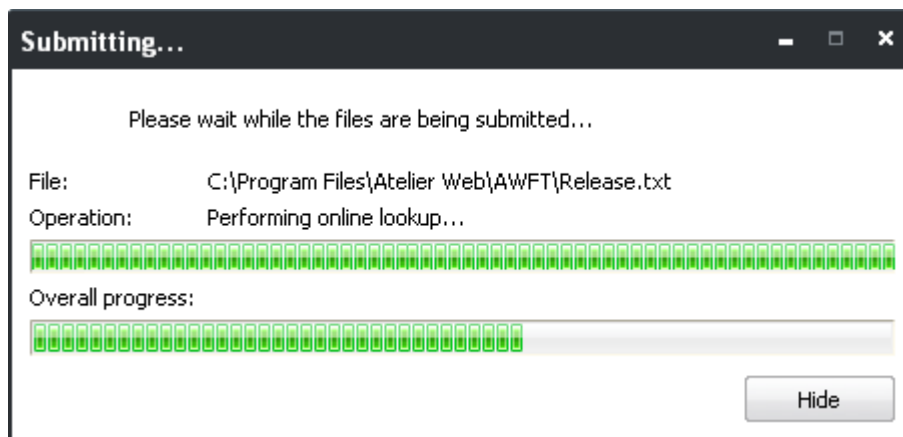 Submitting...
Please wait while the files are being submitted...
File: C:\Program Files\Atelier Web\AWFT\Release.txt
Operation: Performing online lookup...
Overall progress:
Hide